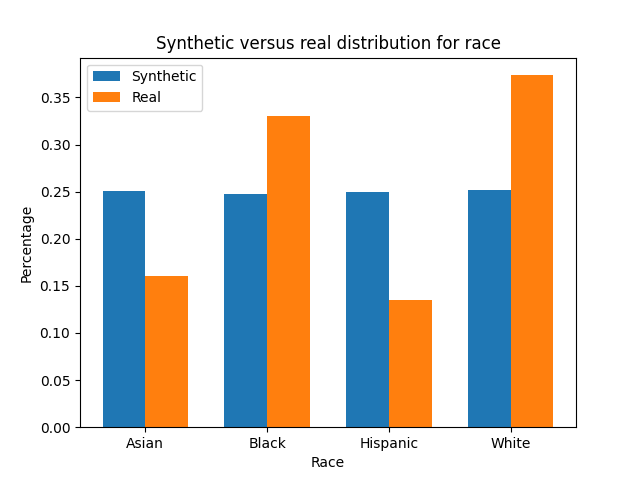 Synthetic versus real distribution for race
Synthetic
Real
0.35
0.30
0.25
0.20
0.15
0.10
0.05
0.00
Percentage
Asian
Black
Hispanic
White
Race